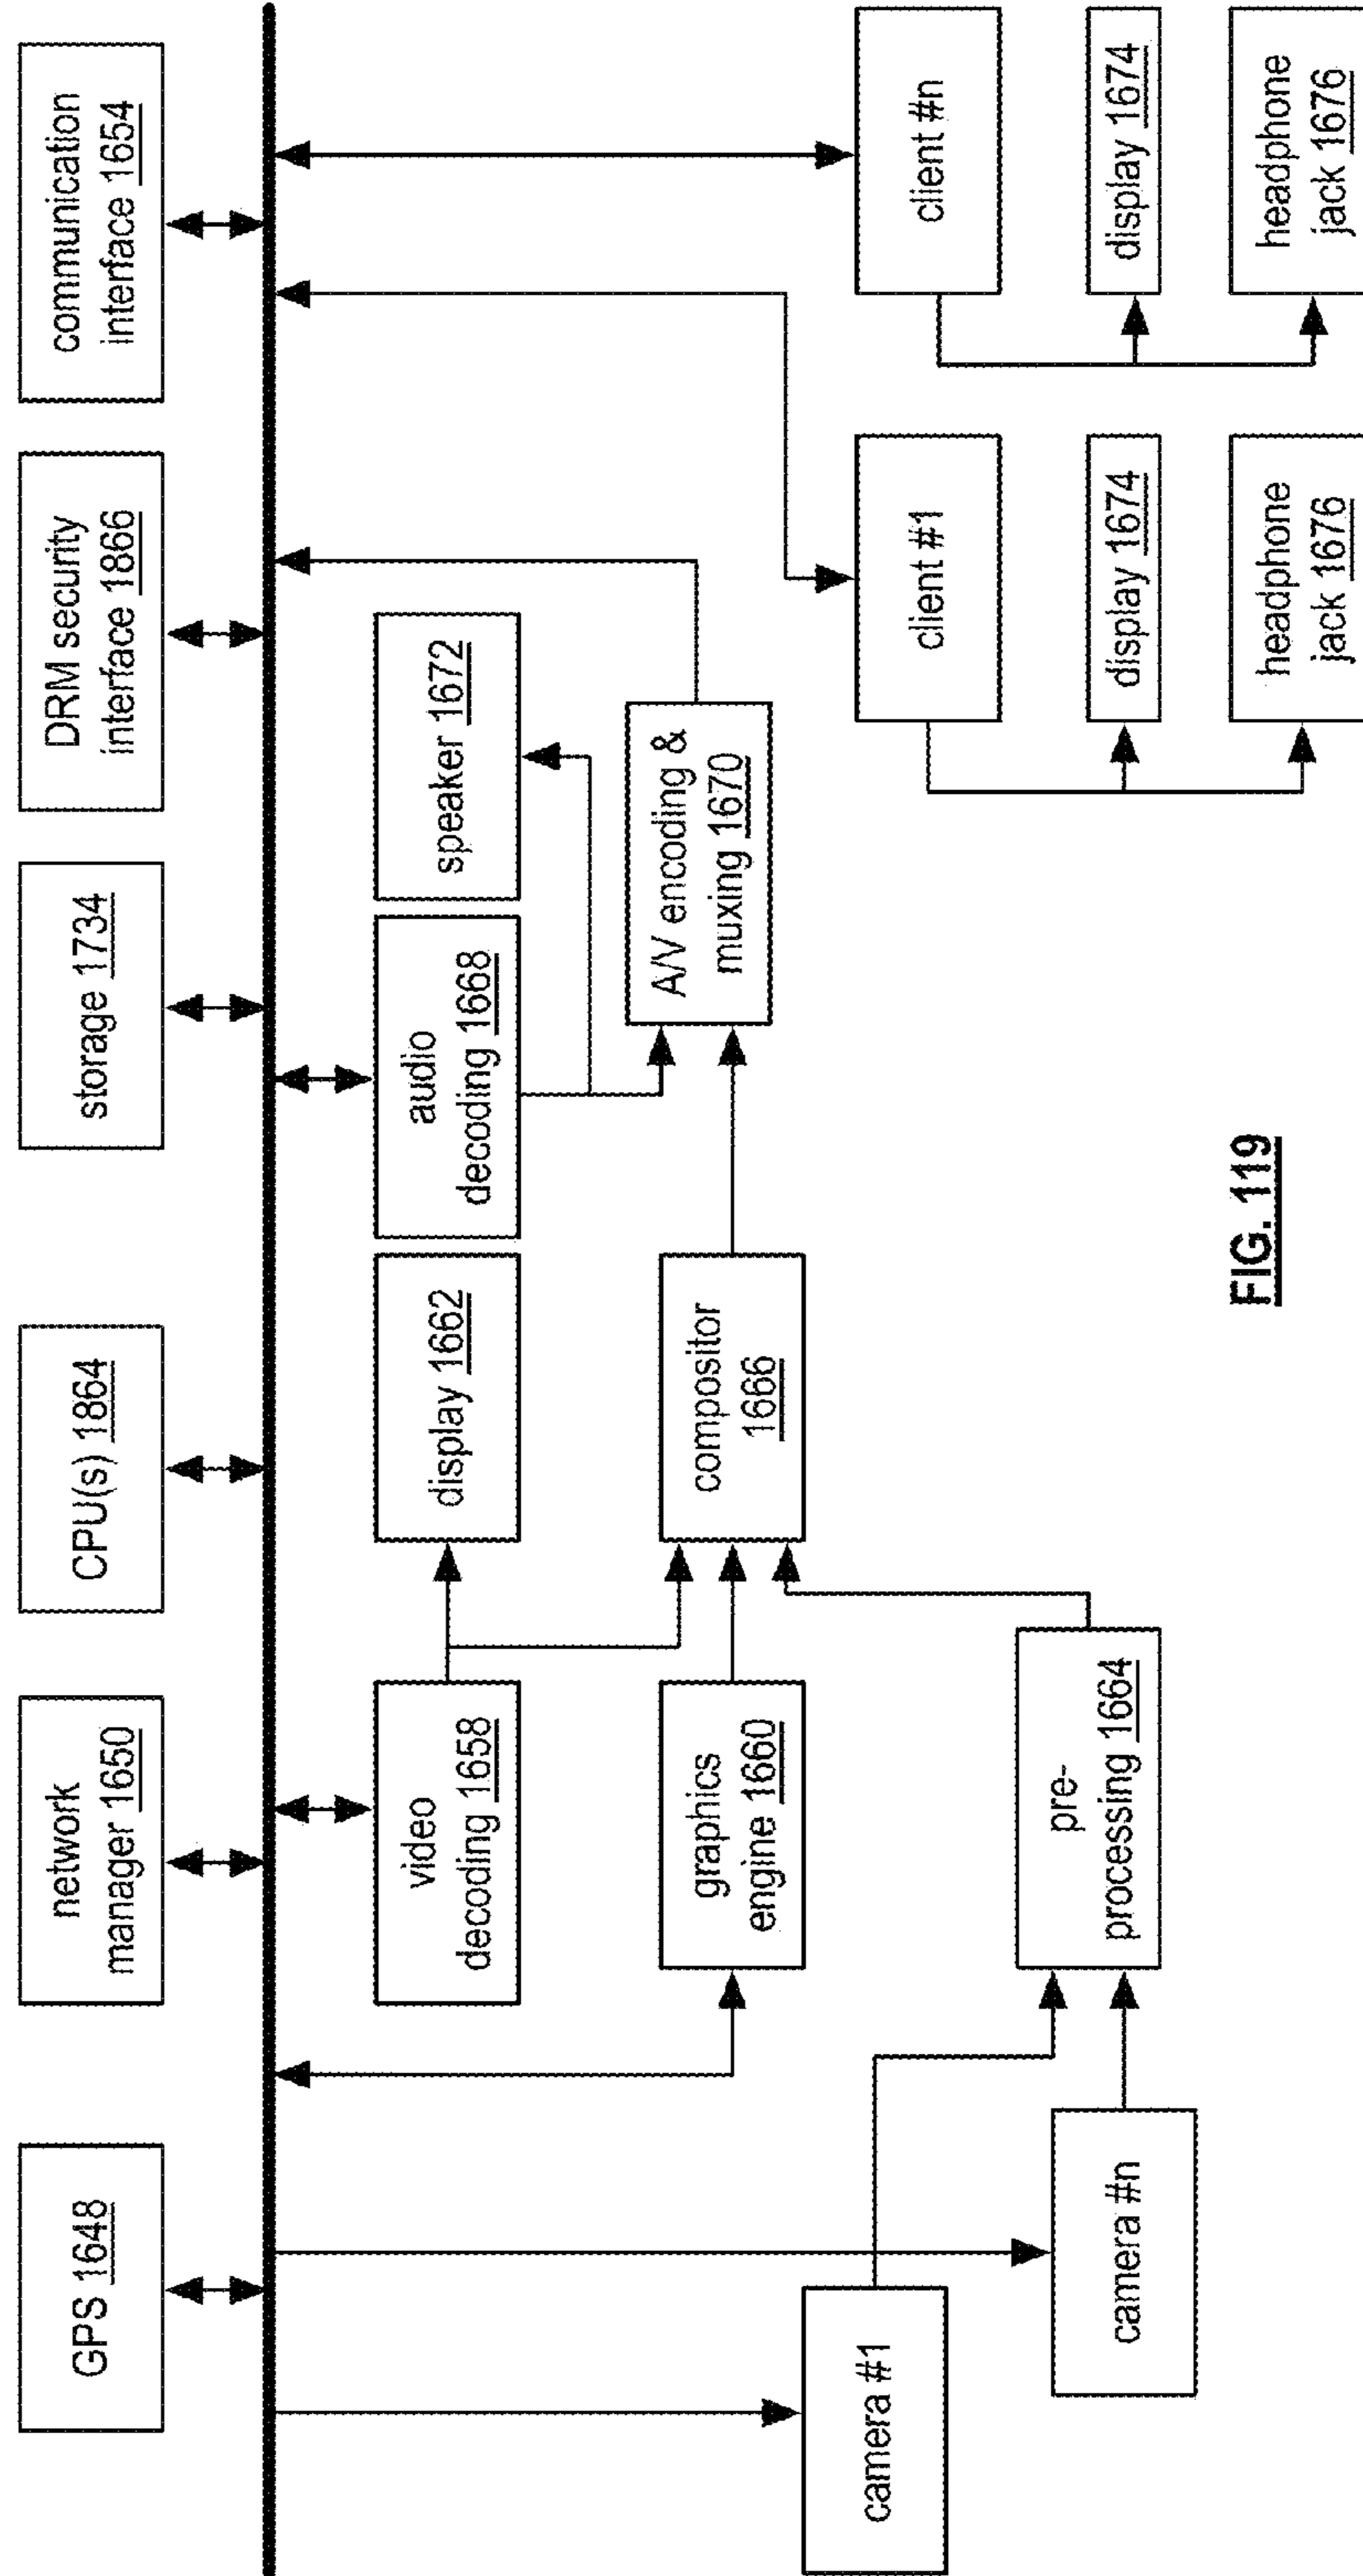 GPS 1648
network
manager 1650
CPU(s) 1864
storage 1734
DRM security
interface 1866
communication
interface 1654
video
decoding 1658
display 1662
audio
decoding 1668
speaker 1672
graphics
engine 1660
compositor
1666
A/V encoding &
muxing 1670
camera #1
camera #n
pre-
processing 1664
client #1
client #n
display 1674
display 1674
headphone
jack 1676
headphone
jack 1676
FIG. 119